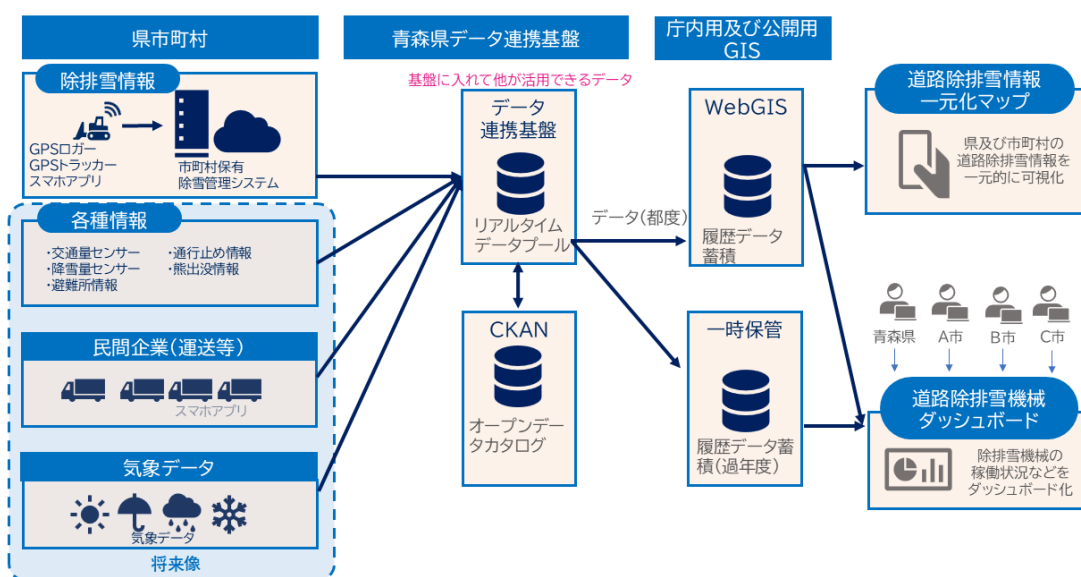 県市町村
青森県データ連携基盤
庁内用及び公開用
GIS
除排雪情報
GPSロガー
GPSトラッカー
スマホアプリ
市町村保有
除雪管理システム
各種情報
・交通量センサー
・降雪量センサー
・避難所情報
・通行止め情報
・熊出没情報
民間企業(運送等)
スマホアプリ
気象データ
気象データ
将来像
基盤に入れて他が活用できるデータ
データ
連携基盤
リアルタイム
データプール
CKAN
オープンデー
タカタログ
データ(都度)
WebGIS
履歴データ
蓄積
一時保管
履歴データ蓄
積(過年度)
道路除排雪情報
一元化マップ
県及び市町村の
道路除排雪情報を
一元的に可視化
青森県
A市
B市
C市
道路除排雪機械
ダッシュボード
除排雪機械の
稼働状況などを
ダッシュボード化